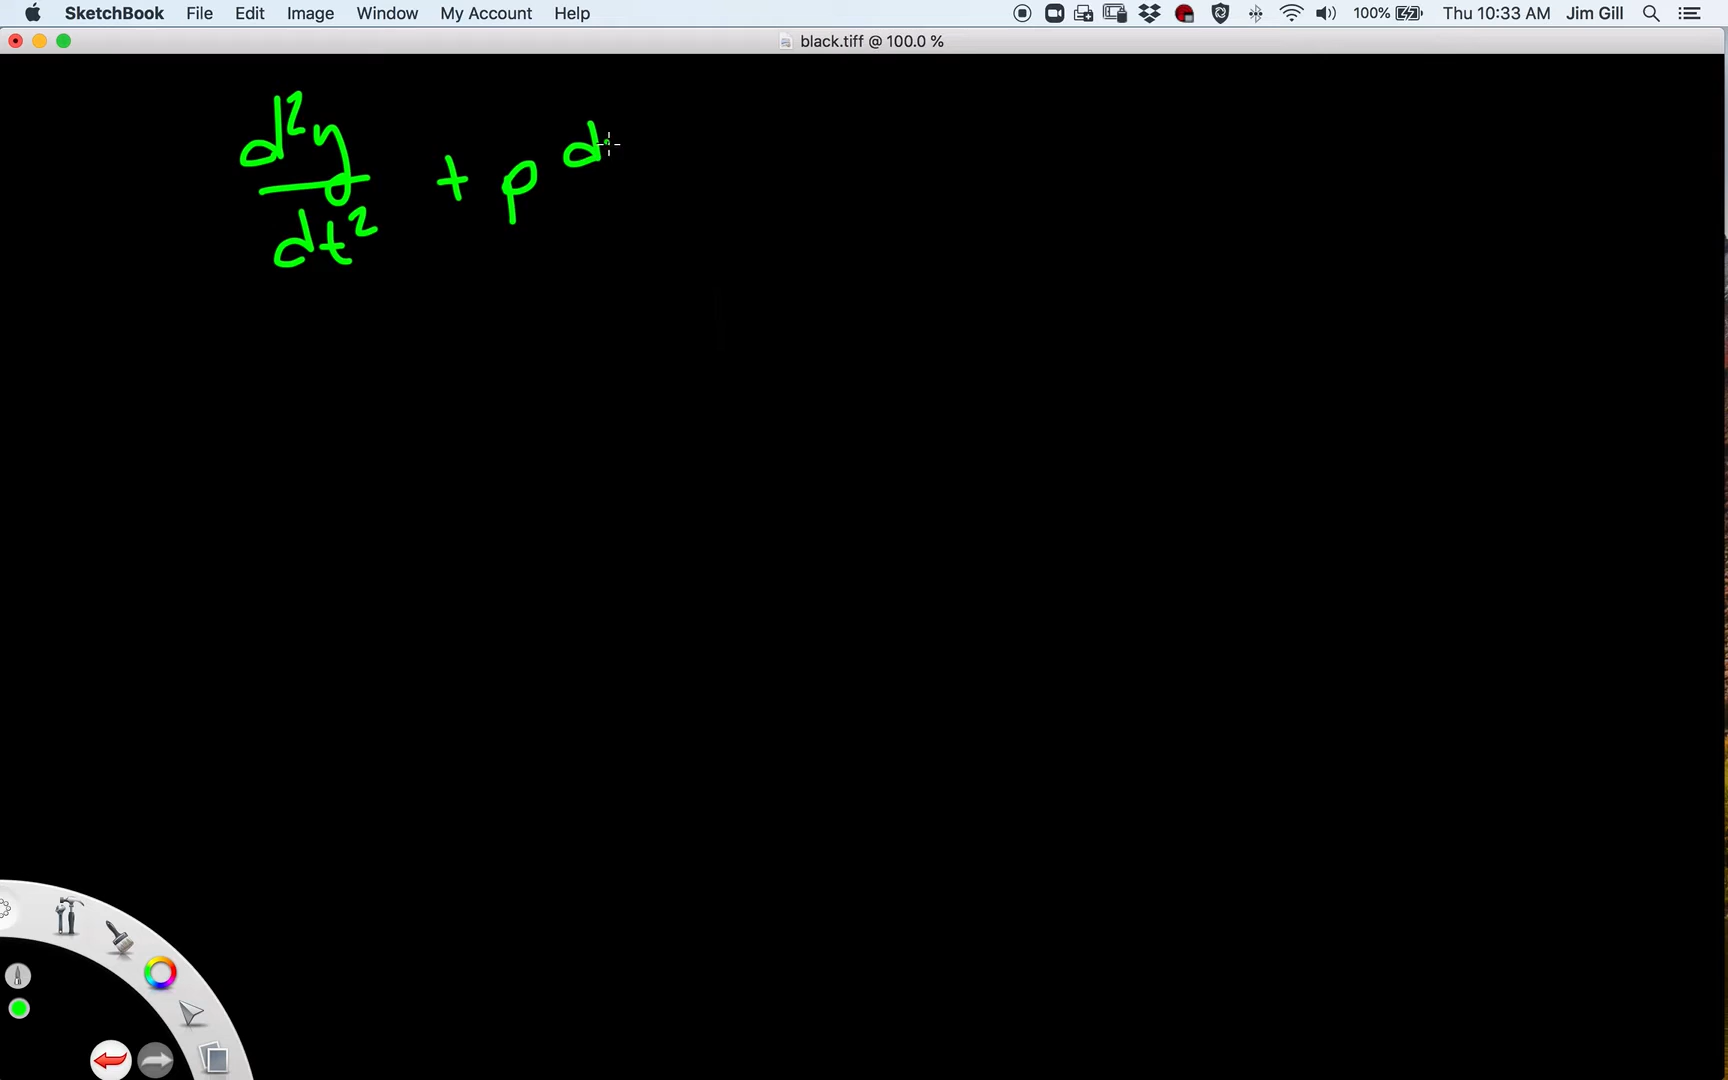 SketchBook File Edit Image Window My Account Help 100% Thu 10:33 AM Jim Gill
black.tiff @ 100.0 %
d²y/dt² + p d